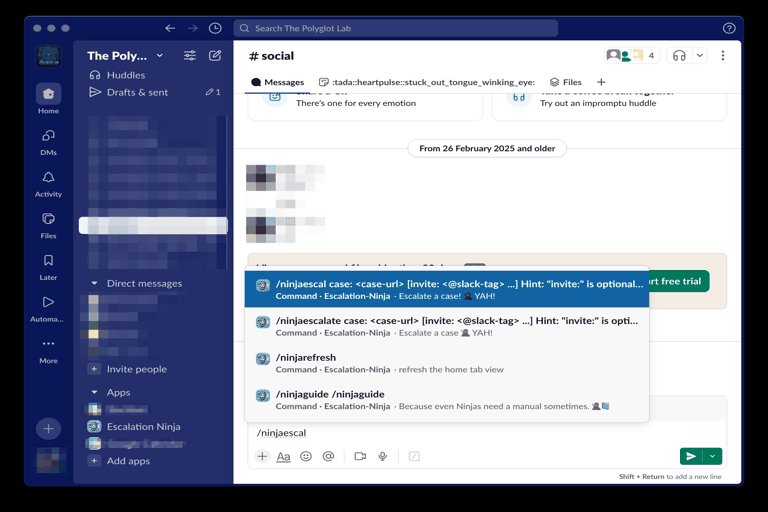 Search The Polyglot Lab
The Poly...
Huddles
Drafts & sent
1
Home
DMs
Activity
Files
Later
Automa...
More
Direct messages
Invite people
Apps
Escalation Ninja
Add apps
# social
4
Messages
:tada::heartpulse::stuck_out_tongue_winking_eye:
Files
There's one for every emotion
Try out an impromptu huddle
From 26 February 2025 and older
rt free trial
/ninjaescal case: <case-url> [invite: <@slack-tag> ...] Hint: "invite:" is optional...
Command · Escalation-Ninja · Escalate a case! YAH!
/ninjaescalate case: <case-url> [invite: <@slack-tag> ...] Hint: "invite:" is opti...
Command · Escalation-Ninja · Escalate a case YAH!
/ninjarefresh
Command · Escalation-Ninja · refresh the home tab view
/ninjaguide /ninjaguide
Command · Escalation-Ninja · Because even Ninjas need a manual sometimes.
/ninjaescal
Aa
Shift + Return to add a new line